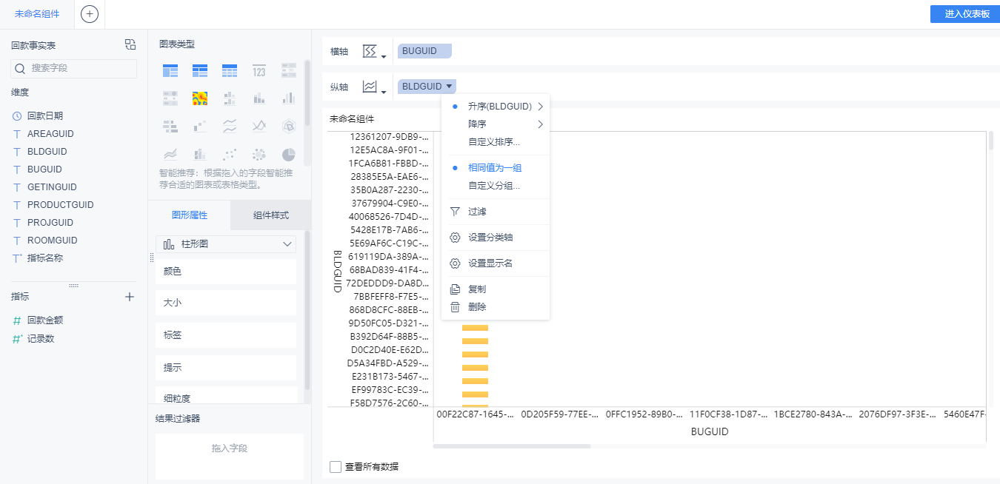 未命名组件
进入仪表板
回款事实表
搜索字段
维度
回款日期
AREAGUID
BLDGUID
BUGUID
GETINGUID
PRODUCTGUID
PROJGUID
ROOMGUID
指标名称
指标
回款金额
记录数
图表类型
123
智能推荐：根据拖入的字段智能推
荐合适的图表或表格类型。
图形属性
组件样式
柱形图
颜色
大小
标签
提示
细粒度
结果过滤器
拖入字段
横轴
BUGUID
纵轴
BLDGUID
升序(BLDGUID)
降序
自定义排序...
相同值为一组
自定义分组...
过滤
设置分类轴
设置显示名
复制
删除
未命名组件
12361207-9DB9-...
12E5AC8A-9F01-...
1FCA6B81-FBBD-...
28385E5A-EAE6-...
35B0A287-2230-...
37679904-C9E0-...
40068526-7D4D-...
5428E17B-7AB6-...
5E69AF6C-C19C-...
619119DA-389A-...
68BAD839-41F4-...
72DEDDD9-DA8D...
7BBFEFF8-F7E5-...
868D8CFC-88EB-...
9D50FC05-D321-...
B392D64F-88B5-...
D0C2D40E-E62D...
D5A34FBD-A529-...
E231B173-5467-...
EF99783C-EC39-...
F58D7576-2C60-...
BLDGUID
00F22C87-1645-...
0D205F59-77EE-...
0FFC1952-89B0-...
11F0CF38-1D87-...
1BCE2780-843A-...
2076DF97-3F3E-...
5460E47F-
BUGUID
查看所有数据